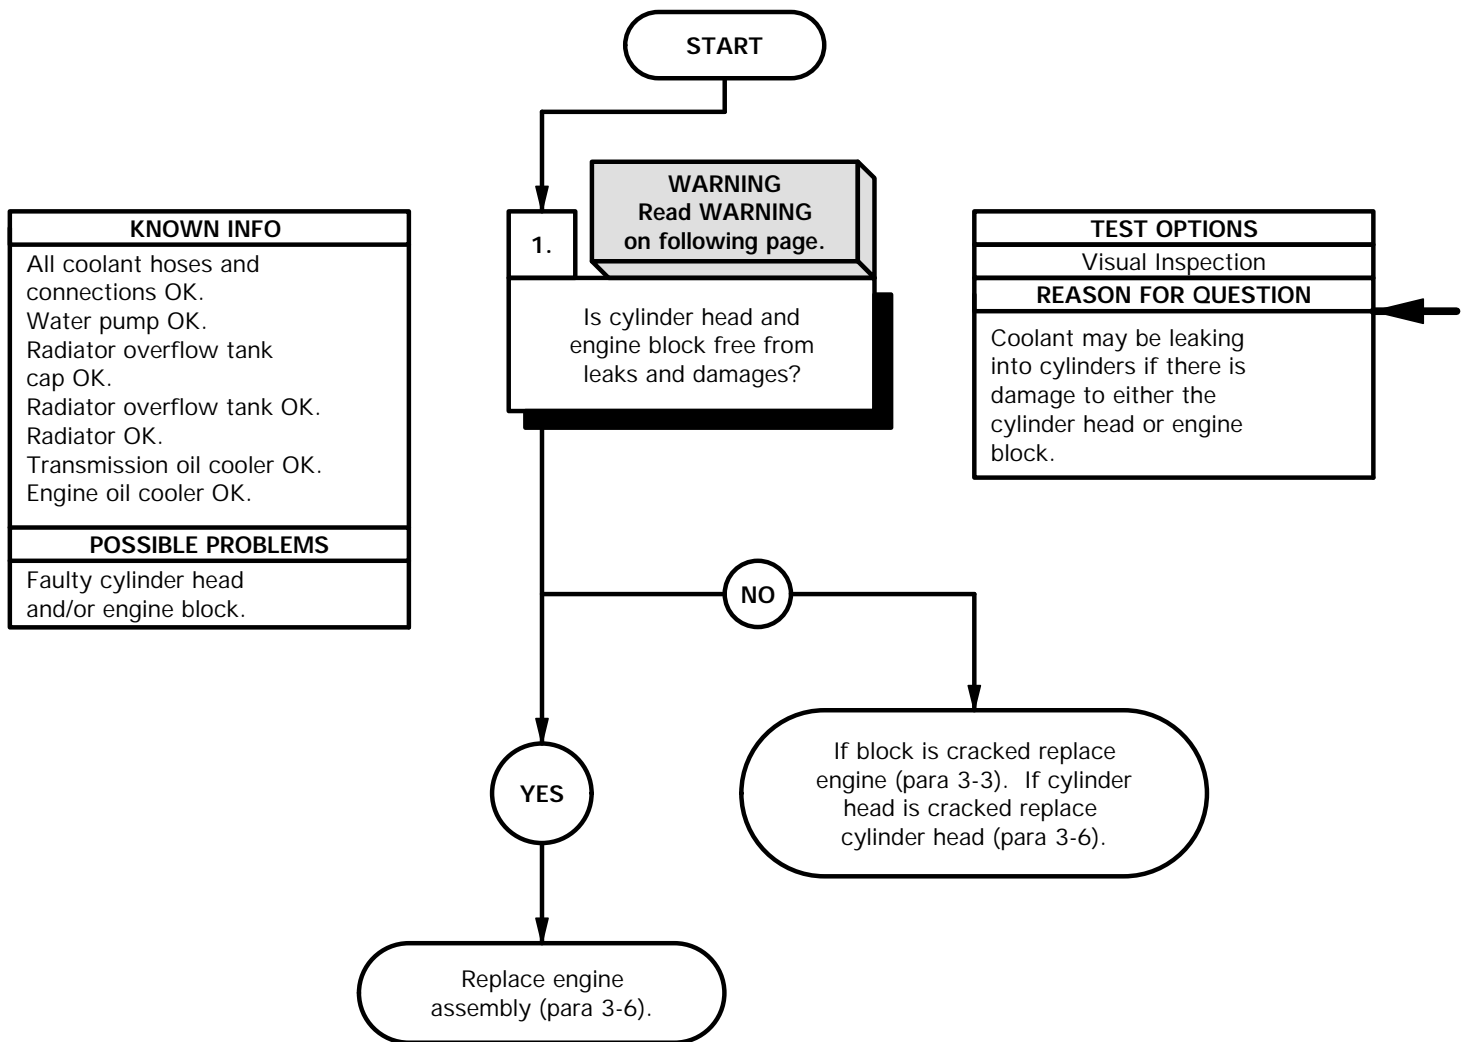 START
KNOWN INFO
All coolant hoses and
connections OK.
Water pump OK.
Radiator overflow tank
cap OK.
Radiator overflow tank OK.
Radiator OK.
Transmission oil cooler OK.
Engine oil cooler OK.
POSSIBLE PROBLEMS
Faulty cylinder head
and/or engine block.
WARNING
Read WARNING
on following page.
1.
Is cylinder head and
engine block free from
leaks and damages?
TEST OPTIONS
Visual Inspection
REASON FOR QUESTION
Coolant may be leaking
into cylinders if there is
damage to either the
cylinder head or engine
block.
NO
If block is cracked replace
engine (para 3-3). If cylinder
head is cracked replace
cylinder head (para 3-6).
YES
Replace engine
assembly (para 3-6).